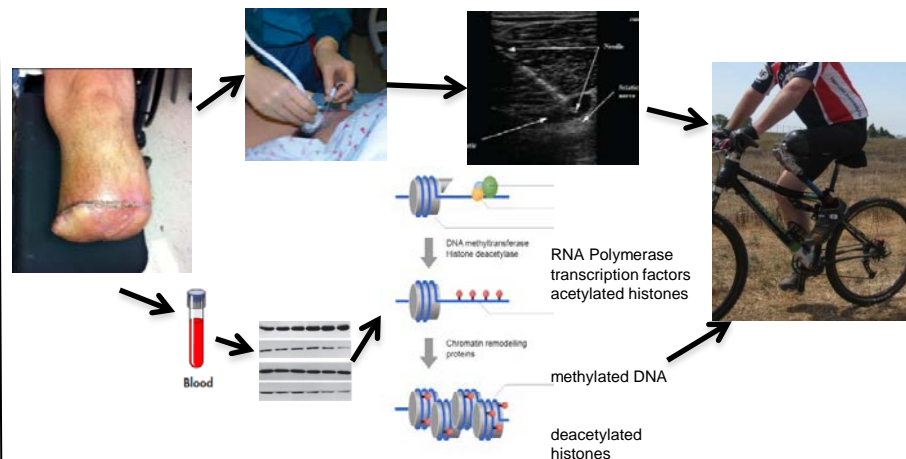 Needle
DNA methyltransferase
Histone deacetylase
RNA Polymerase
transcription factors
acetylated histones
Blood
Chromatin remodelling
proteins
methylated DNA
deacetylated
histones